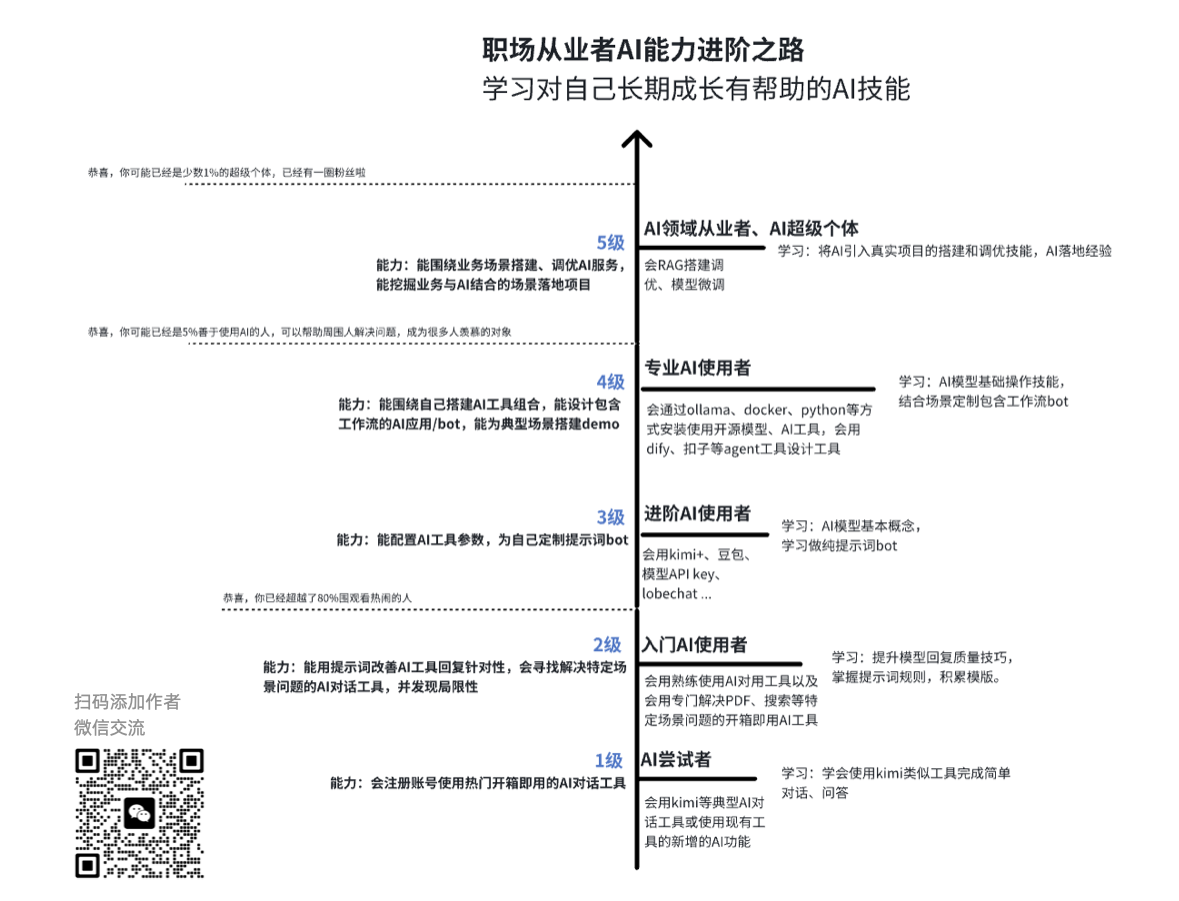 职场从业者AI能力进阶之路
学习对自己长期成长有帮助的AI技能
恭喜，你可能已经是少数1%的超级个体，已经有一圈粉丝啦
5级
能力：能围绕业务场景搭建、调优AI服务，
能挖掘业务与AI结合的场景落地项目
AI领域从业者、AI超级个体
会RAG搭建调
优、模型微调
学习：将AI引入真实项目的搭建和调优技能，AI落地经验
恭喜，你可能已经是5%善于使用AI的人，可以帮助周围人解决问题，成为很多人羡慕的对象
4级
能力：能围绕自己搭建AI工具组合，能设计包含
工作流的AI应用/bot，能为典型场景搭建demo
专业AI使用者
会通过ollama、docker、python等方
式安装使用开源模型、AI工具，会用
dify、扣子等agent工具设计工具
学习：AI模型基础操作技能，
结合场景定制包含工作流bot
3级
能力：能配置AI工具参数，为自己定制提示词bot
进阶AI使用者
会用kimi+、豆包、
模型API key、
lobechat ...
学习：AI模型基本概念，
学习做纯提示词bot
恭喜，你已经超越了80%围观看热闹的人
2级
能力：能用提示词改善AI工具回复针对性，会寻找解决特定场
景问题的AI对话工具，并发现局限性
入门AI使用者
会用熟练使用AI对用工具以及
会用专门解决PDF、搜索等特
定场景问题的开箱即用AI工具
学习：提升模型回复质量技巧，
掌握提示词规则，积累模版。
1级
能力：会注册账号使用热门开箱即用的AI对话工具
AI尝试者
会用kimi等典型AI对
话工具或使用现有工
具的新增的AI功能
学习：学会使用kimi类似工具完成简单
对话、问答
扫码添加作者
微信交流